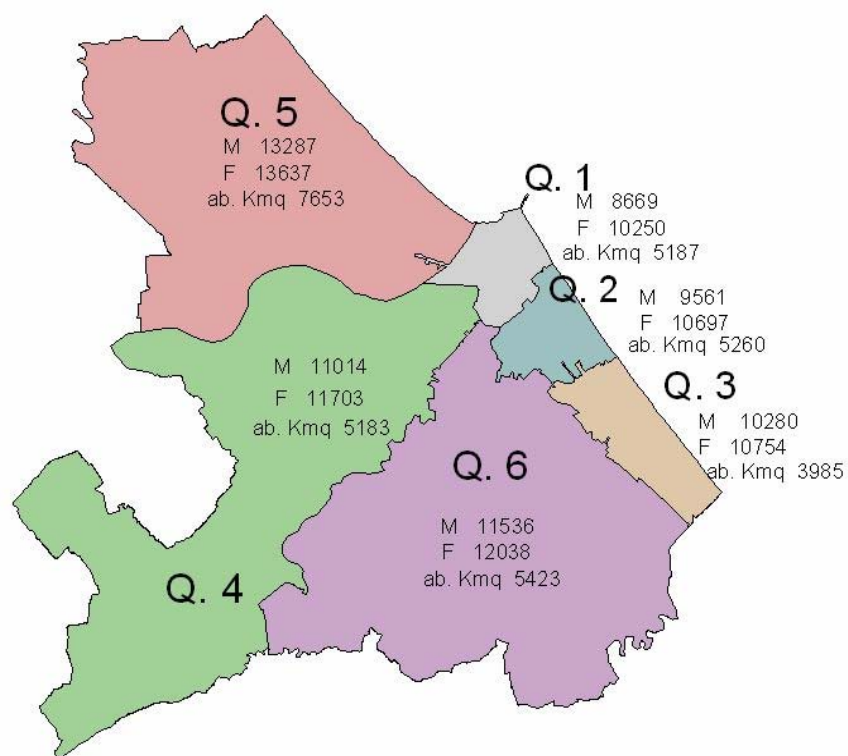 Q. 5
M 13287
F 13637
ab. Kmq 7653
Q. 1
M 8669
F 10250
ab. Kmq 5187
Q. 2
M 9561
F 10697
ab. Kmq 5260
Q. 3
M 10280
F 10754
ab. Kmq 3985
M 11014
F 11703
ab. Kmq 5183
Q. 4
Q. 6
M 11536
F 12038
ab. Kmq 5423